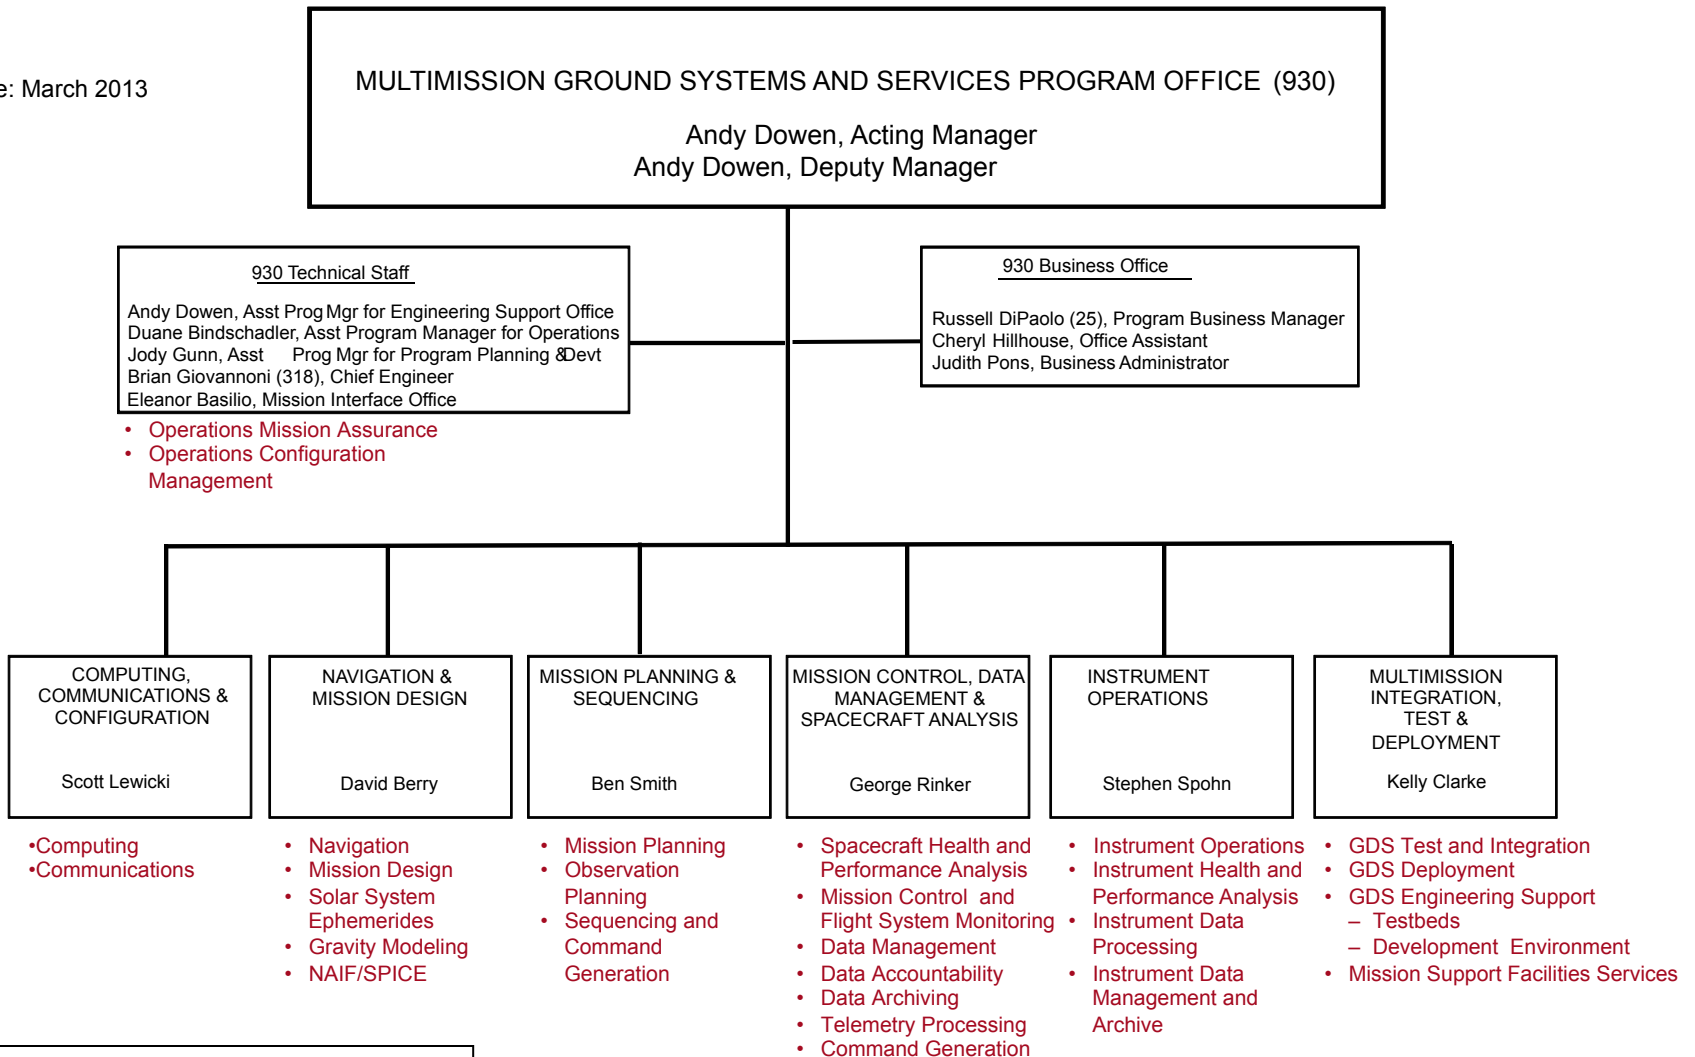 e: March 2013
MULTIMISSION GROUND SYSTEMS AND SERVICES PROGRAM OFFICE (930)
Andy Dowen, Acting Manager
Andy Dowen, Deputy Manager
930 Technical Staff
Andy Dowen, Asst Prog Mgr for Engineering Support Office
Duane Bindschadler, Asst Program Manager for Operations
Jody Gunn, Asst Prog Mgr for Program Planning &Devt
Brian Giovannoni (318), Chief Engineer
Eleanor Basilio, Mission Interface Office
• Operations Mission Assurance
• Operations Configuration
Management
930 Business Office
Russell DiPaolo (25), Program Business Manager
Cheryl Hillhouse, Office Assistant
Judith Pons, Business Administrator
COMPUTING,
COMMUNICATIONS &
CONFIGURATION
Scott Lewicki
•Computing
•Communications
NAVIGATION &
MISSION DESIGN
David Berry
• Navigation
• Mission Design
• Solar System
Ephemerides
• Gravity Modeling
• NAIF/SPICE
MISSION PLANNING &
SEQUENCING
Ben Smith
• Mission Planning
• Observation
Planning
• Sequencing and
Command
Generation
MISSION CONTROL, DATA
MANAGEMENT &
SPACECRAFT ANALYSIS
George Rinker
• Spacecraft Health and
Performance Analysis
• Mission Control and
Flight System Monitoring
• Data Management
• Data Accountability
• Data Archiving
• Telemetry Processing
• Command Generation
INSTRUMENT
OPERATIONS
Stephen Spohn
• Instrument Operations
• Instrument Health and
Performance Analysis
• Instrument Data
Processing
• Instrument Data
Management and
Archive
MULTIMISSION
INTEGRATION,
TEST &
DEPLOYMENT
Kelly Clarke
• GDS Test and Integration
• GDS Deployment
• GDS Engineering Support
– Testbeds
– Development Environment
• Mission Support Facilities Services